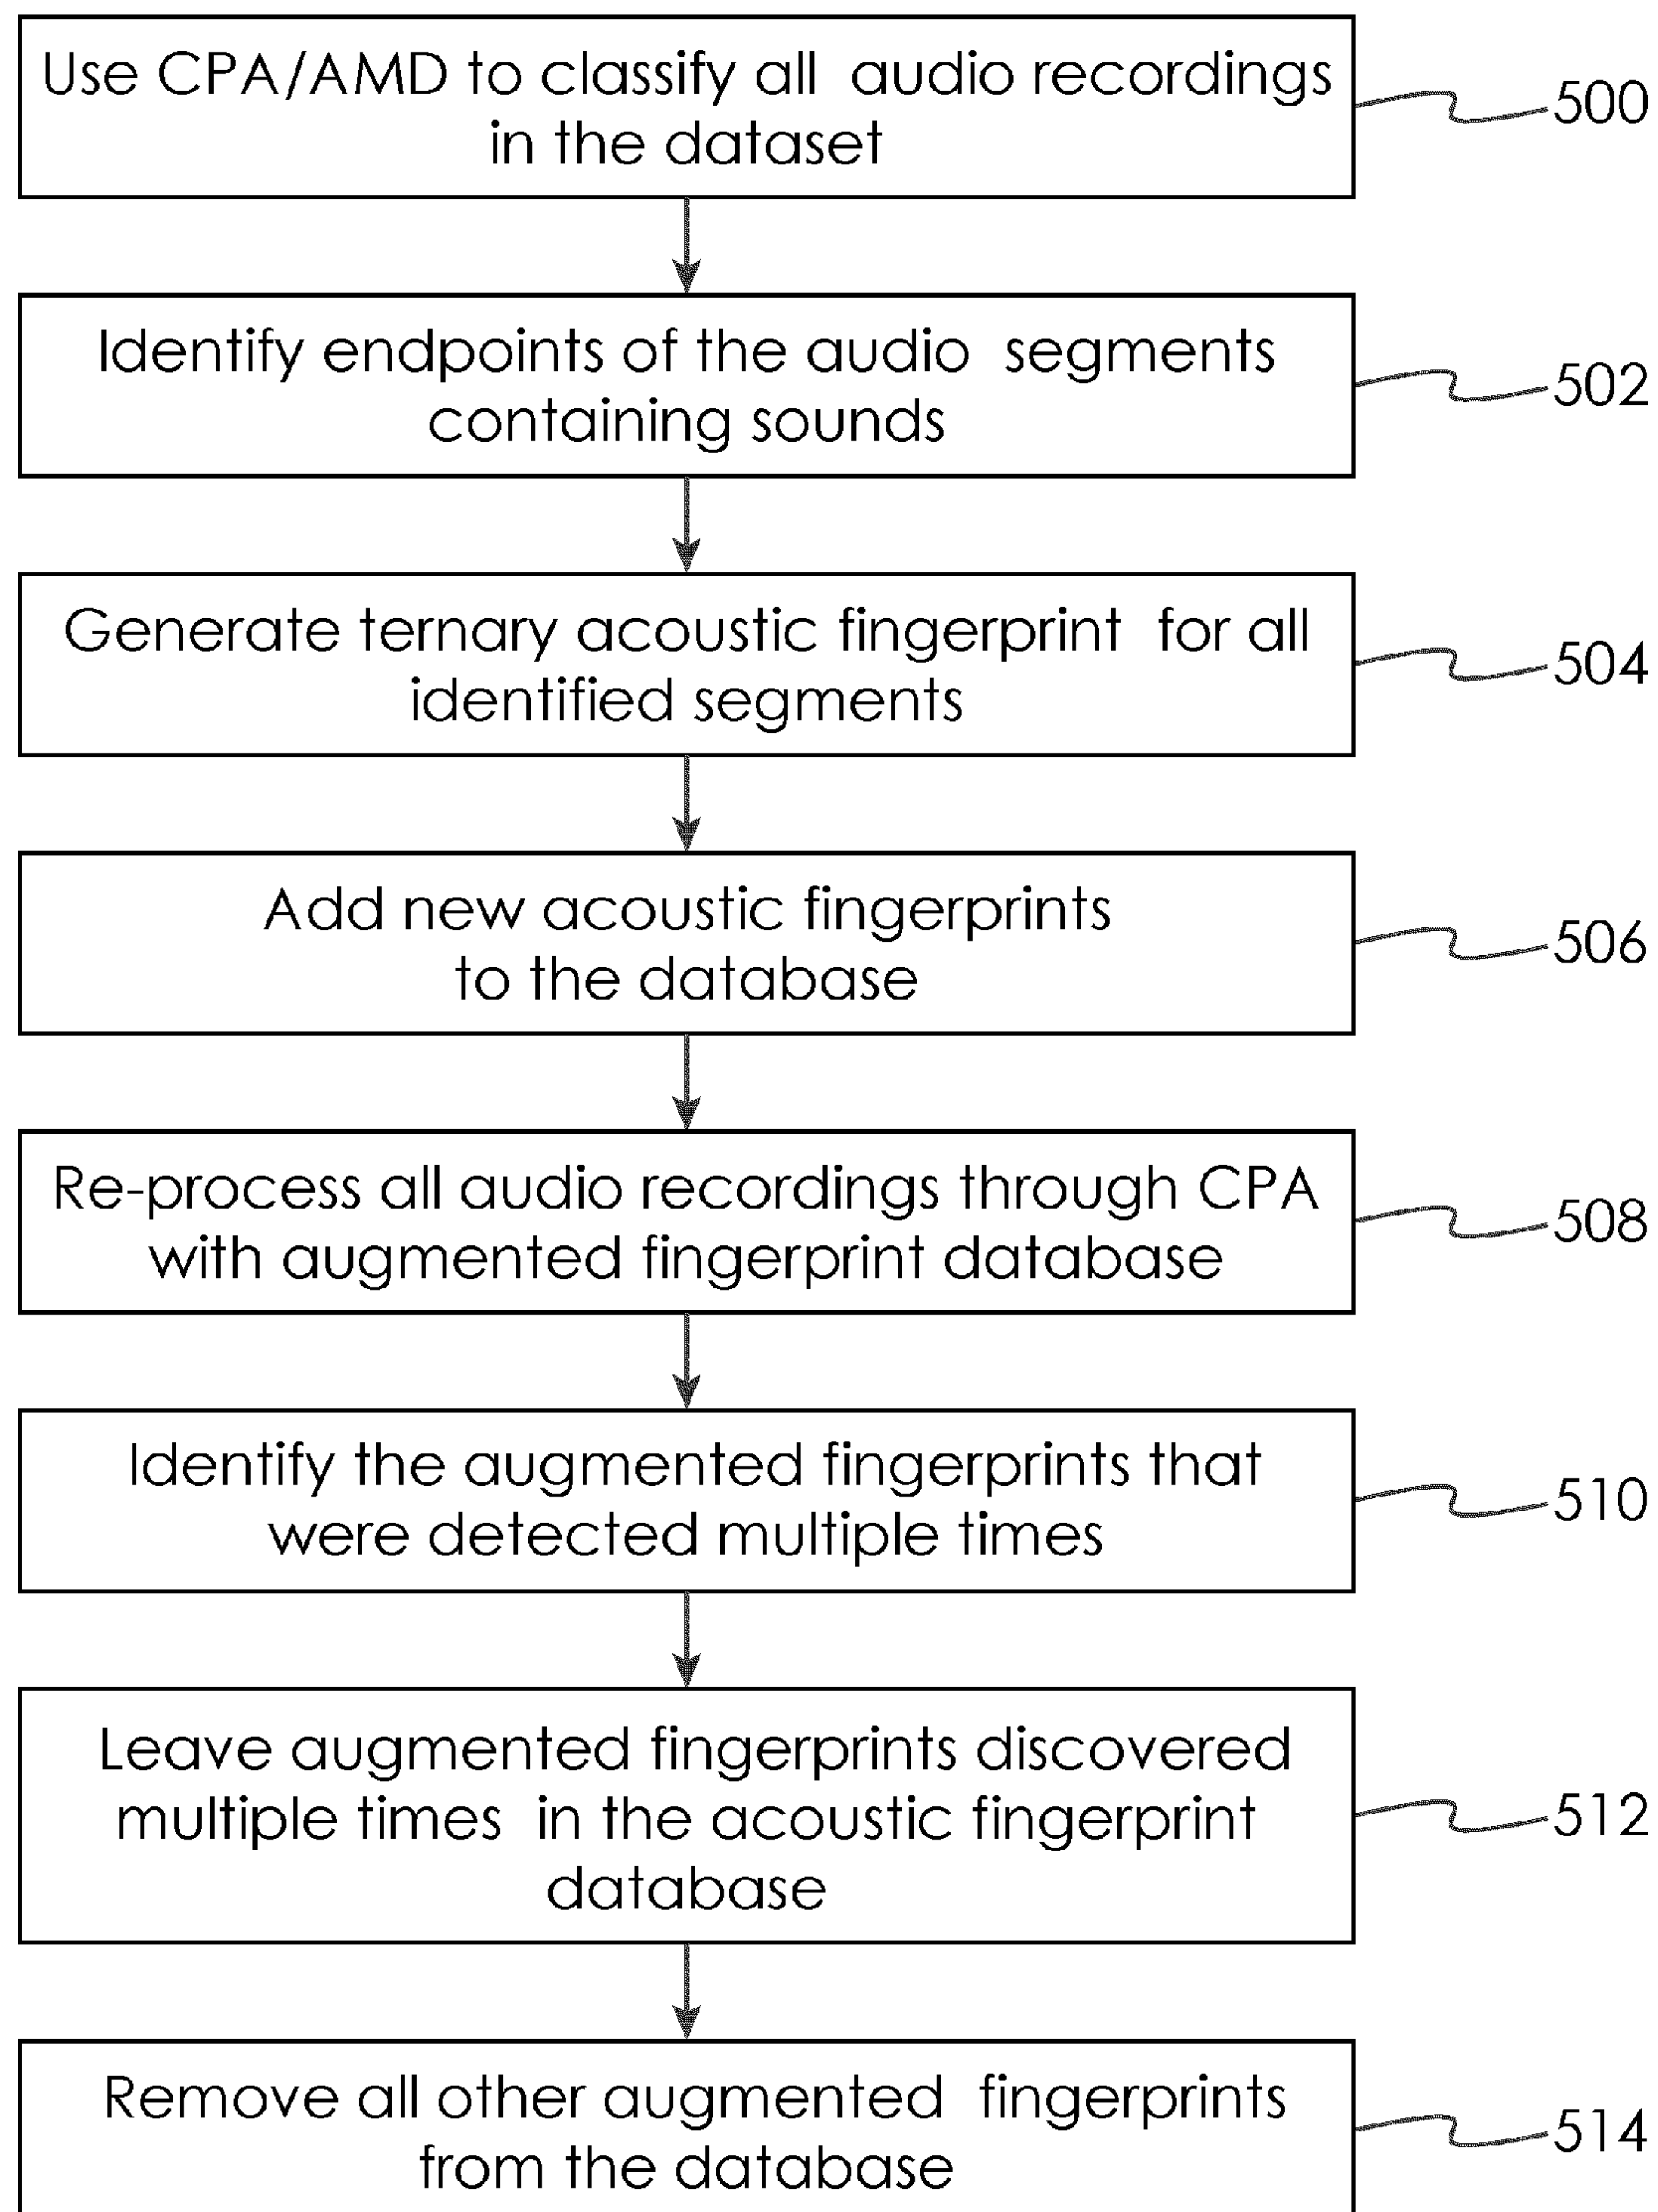 Use CPA/AMD to classify all audio recordings
in the dataset
500
Identify endpoints of the audio segments
containing sounds
502
Generate ternary acoustic fingerprint for all
identified segments
504
Add new acoustic fingerprints
to the database
506
Re-process all audio recordings through CPA
with augmented fingerprint database
508
Identify the augmented fingerprints that
were detected multiple times
510
Leave augmented fingerprints discovered
multiple times in the acoustic fingerprint
database
512
Remove all other augmented fingerprints
from the database
514